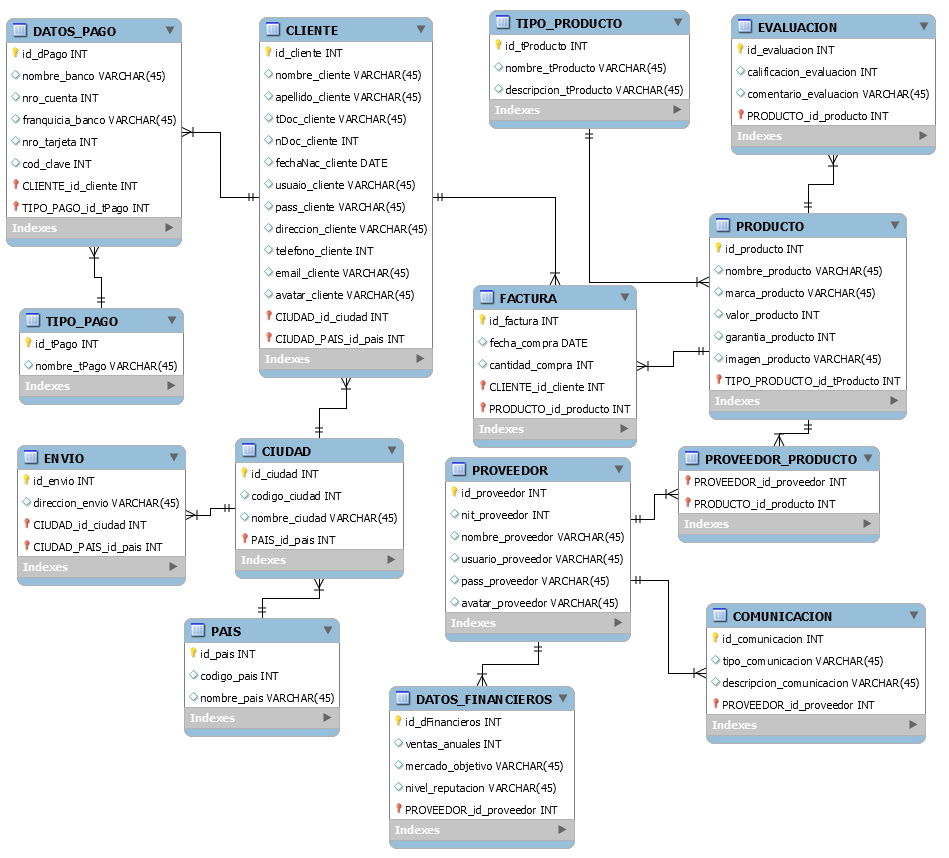 DATOS_PAGO
id_dPago INT
nombre_banco VARCHAR(45)
nro_cuenta INT
franquicia_banco VARCHAR(45)
nro_tarjeta INT
cod_clave INT
CLIENTE_id_cliente INT
TIPO_PAGO_id_tPago INT
Indexes
CLIENTE
id_cliente INT
nombre_cliente VARCHAR(45)
apellido_cliente VARCHAR(45)
tDoc_cliente VARCHAR(45)
nDoc_cliente INT
fechaNac_cliente DATE
usuaio_cliente VARCHAR(45)
pass_cliente VARCHAR(45)
direccion_cliente VARCHAR(45)
telefono_cliente INT
email_cliente VARCHAR(45)
avatar_cliente VARCHAR(45)
CIUDAD_id_ciudad INT
CIUDAD_PAIS_id_pais INT
Indexes
TIPO_PRODUCTO
id_tProducto INT
nombre_tProducto VARCHAR(45)
descripcion_tProducto VARCHAR(45)
Indexes
EVALUACION
id_evaluacion INT
calificacion_evaluacion INT
comentario_evaluacion VARCHAR(45)
PRODUCTO_id_producto INT
Indexes
PRODUCTO
id_producto INT
nombre_producto VARCHAR(45)
marca_producto VARCHAR(45)
valor_producto INT
garantia_producto INT
imagen_producto VARCHAR(45)
TIPO_PRODUCTO_id_tProducto INT
Indexes
FACTURA
id_factura INT
fecha_compra DATE
cantidad_compra INT
CLIENTE_id_cliente INT
PRODUCTO_id_producto INT
Indexes
TIPO_PAGO
id_tPago INT
nombre_tPago VARCHAR(45)
Indexes
ENVIO
id_envio INT
direccion_envio VARCHAR(45)
CIUDAD_id_ciudad INT
CIUDAD_PAIS_id_pais INT
Indexes
CIUDAD
id_ciudad INT
codigo_ciudad INT
nombre_ciudad VARCHAR(45)
PAIS_id_pais INT
Indexes
PROVEEDOR
id_proveedor INT
nit_proveedor INT
nombre_proveedor VARCHAR(45)
usuario_proveedor VARCHAR(45)
pass_proveedor VARCHAR(45)
avatar_proveedor VARCHAR(45)
Indexes
PROVEEDOR_PRODUCTO
PROVEEDOR_id_proveedor INT
PRODUCTO_id_producto INT
Indexes
PAIS
id_pais INT
codigo_pais INT
nombre_pais VARCHAR(45)
Indexes
COMUNICACION
id_comunicacion INT
tipo_comunicacion VARCHAR(45)
descripcion_comunicacion VARCHAR(45)
PROVEEDOR_id_proveedor INT
Indexes
DATOS_FINANCIEROS
id_dFinancieros INT
ventas_anuales INT
mercado_objetivo VARCHAR(45)
nivel_reputacion VARCHAR(45)
PROVEEDOR_id_proveedor INT
Indexes